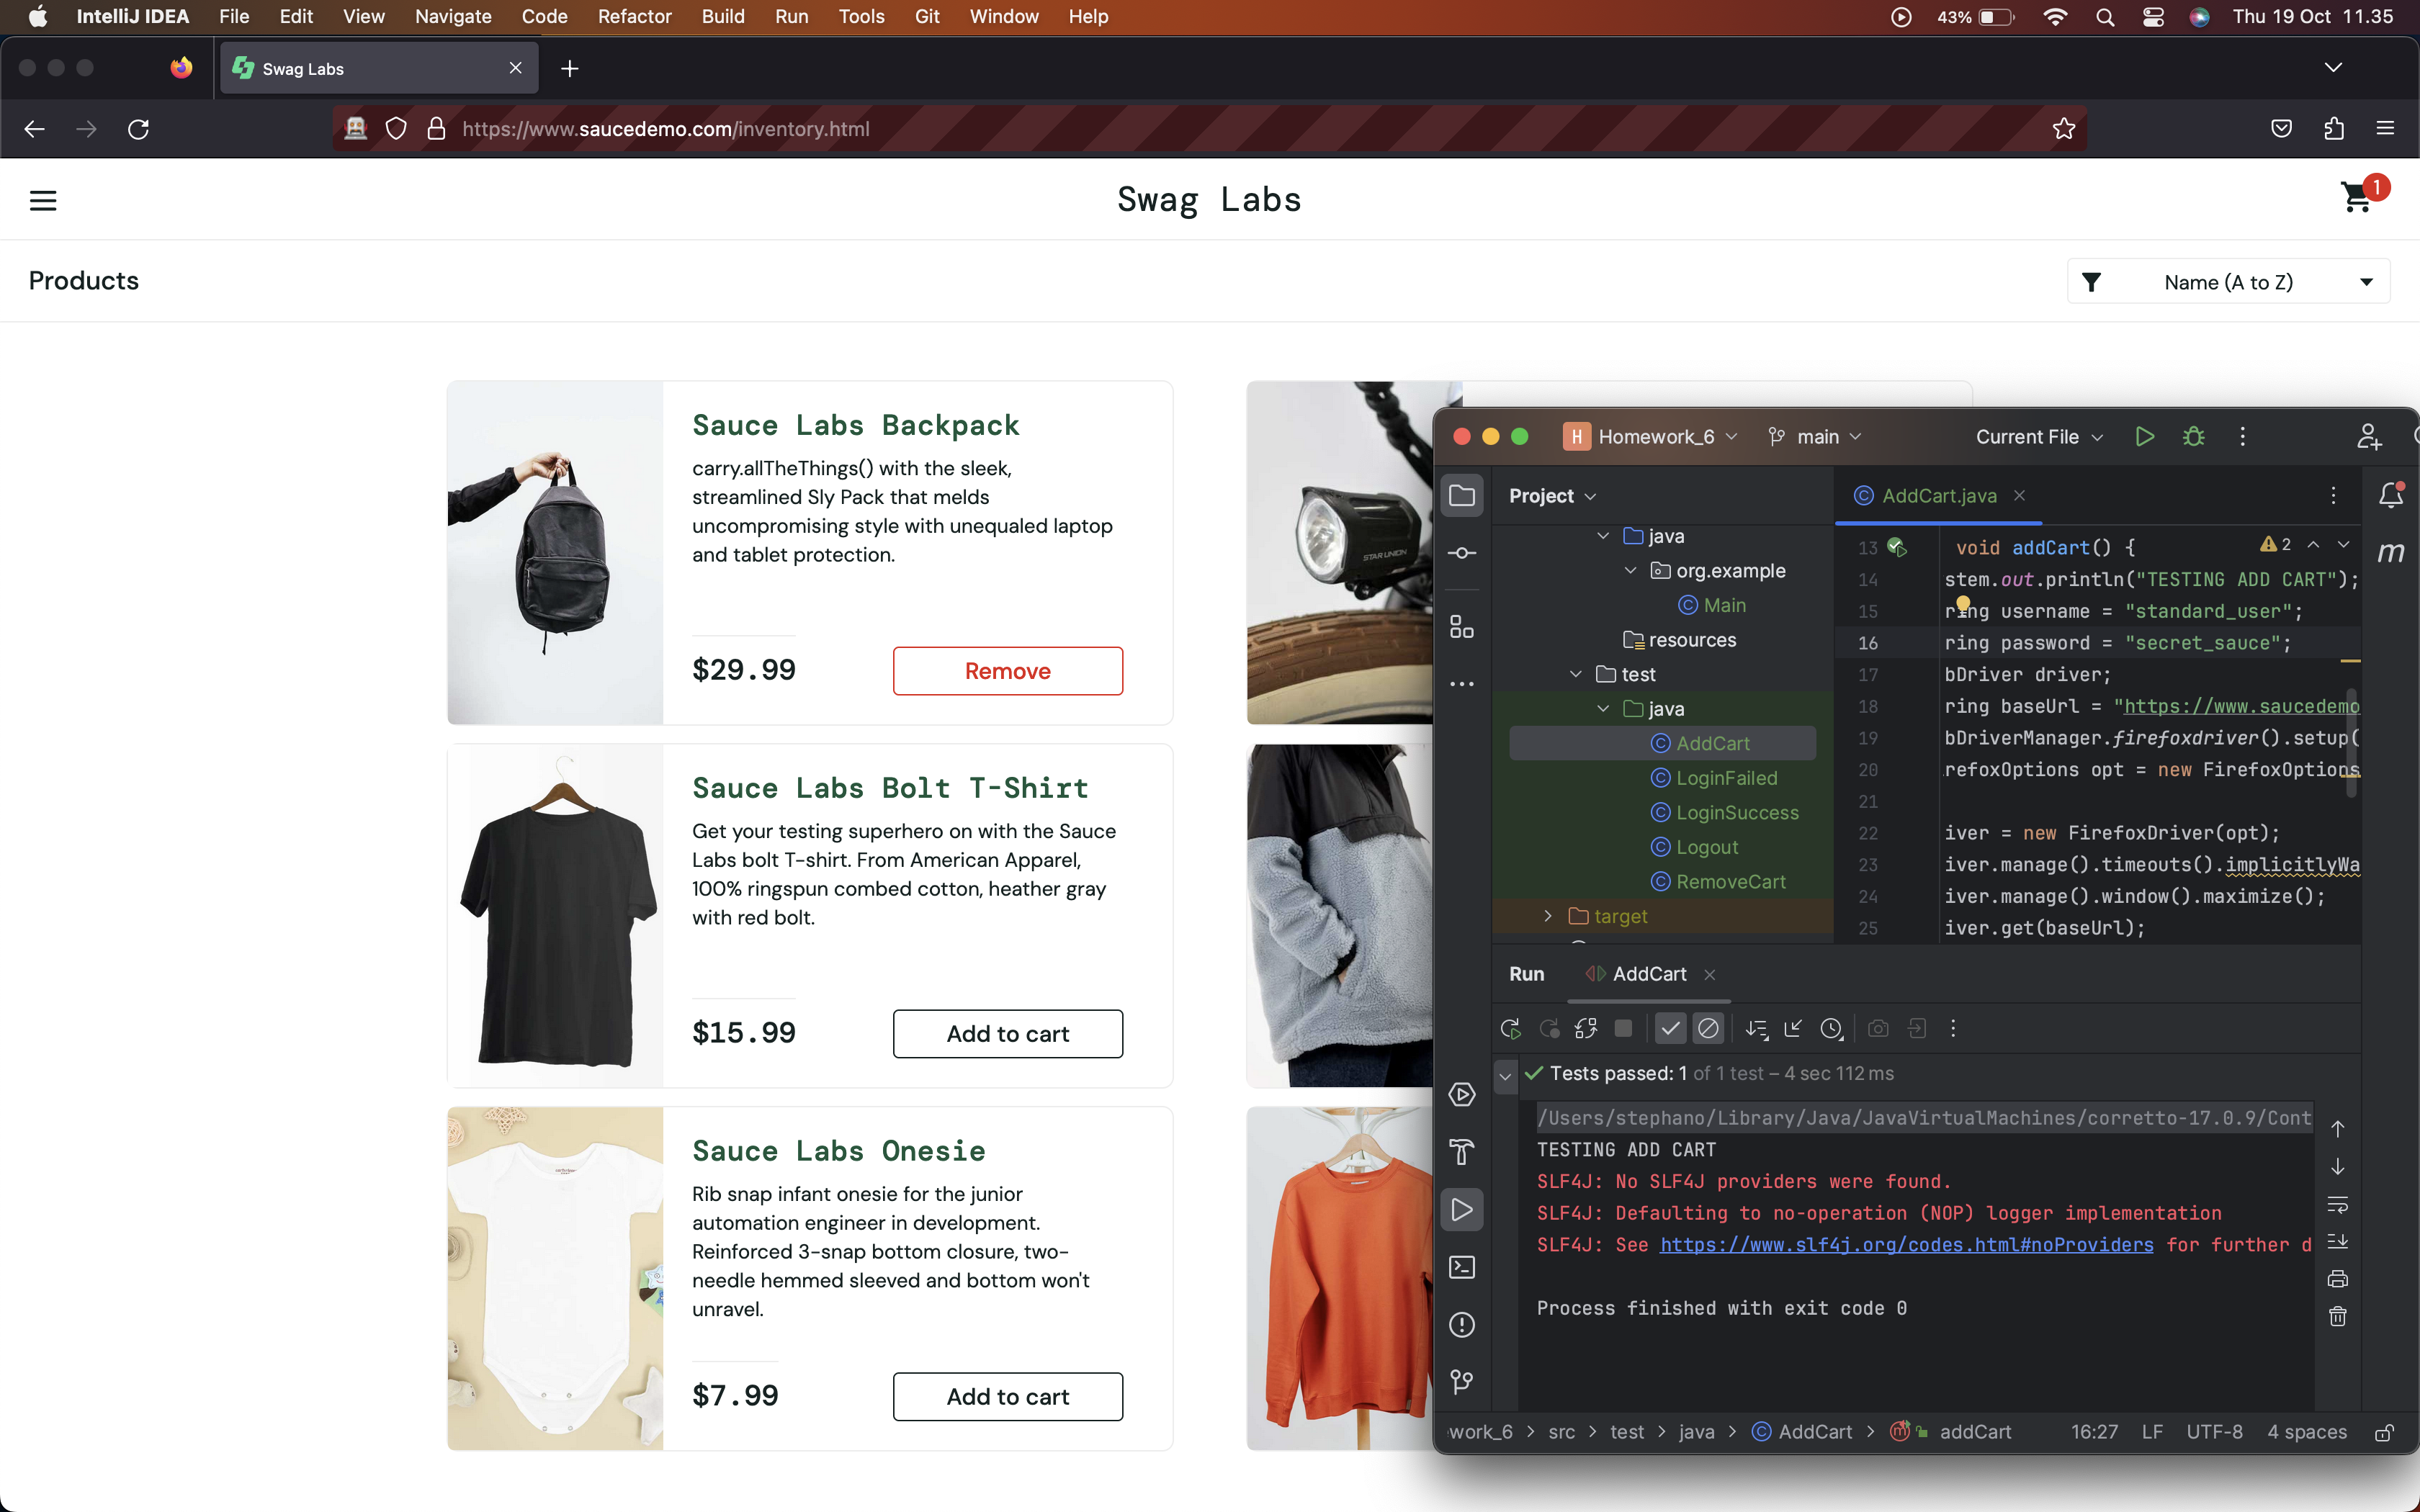 IntelliJ IDEA File Edit View Navigate Code Refactor Build Run Tools Git Window Help 43% Thu 19 Oct 11.35
Swag Labs
https://www.saucedemo.com/inventory.html
Swag Labs
1
Products
Name (A to Z)
Sauce Labs Backpack
carry.allTheThings() with the sleek,
streamlined Sly Pack that melds
uncompromising style with unequaled laptop
and tablet protection.
$29.99
Remove
STAR UNION
Sauce Labs Bolt T-Shirt
Get your testing superhero on with the Sauce
Labs bolt T-shirt. From American Apparel,
100% ringspun combed cotton, heather gray
with red bolt.
$15.99
Add to cart
Sauce Labs Onesie
Rib snap infant onesie for the junior
automation engineer in development.
Reinforced 3-snap bottom closure, two-
needle hemmed sleeved and bottom won't
unravel.
$7.99
Add to cart
H Homework_6 main Current File
Project
java
org.example
Main
resources
test
java
AddCart
LoginFailed
LoginSuccess
Logout
RemoveCart
target
AddCart.java
2
13 void addCart() {
14 stem.out.println("TESTING ADD CART");
15 ring username = "standard_user";
16 ring password = "secret_sauce";
17 bDriver driver;
18 ring baseUrl = "https://www.saucedemo
19 bDriverManager.firefoxdriver().setup(
20 refoxOptions opt = new FirefoxOptions
21
22 iver = new FirefoxDriver(opt);
23 iver.manage().timeouts().implicitlyWa
24 iver.manage().window().maximize();
25 iver.get(baseUrl);
m
Run AddCart
Tests passed: 1 of 1 test – 4 sec 112 ms
/Users/stephano/Library/Java/JavaVirtualMachines/corretto-17.0.9/Cont
TESTING ADD CART
SLF4J: No SLF4J providers were found.
SLF4J: Defaulting to no-operation (NOP) logger implementation
SLF4J: See https://www.slf4j.org/codes.html#noProviders for further d
Process finished with exit code 0
work_6 > src > test > java > AddCart > addCart 16:27 LF UTF-8 4 spaces